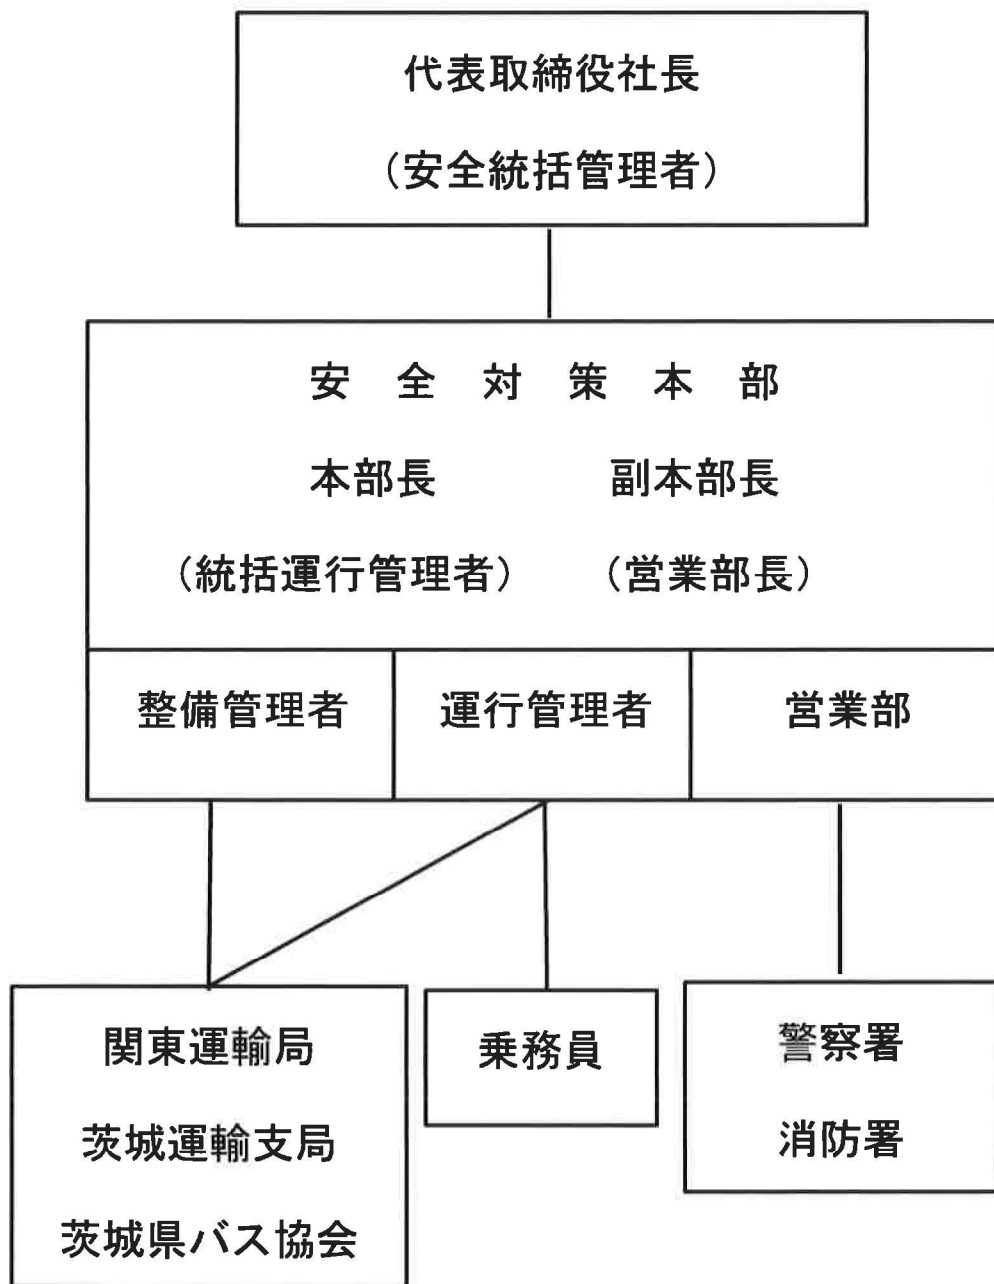 代表取締役社長
（安全統括管理者）
安　全　対　策　本　部
本部長　　　　副本部長
（統括運行管理者）　（営業部長）
整備管理者　運行管理者　営業部
関東運輸局
茨城運輸支局
茨城県バス協会
乗務員
警察署
消防署